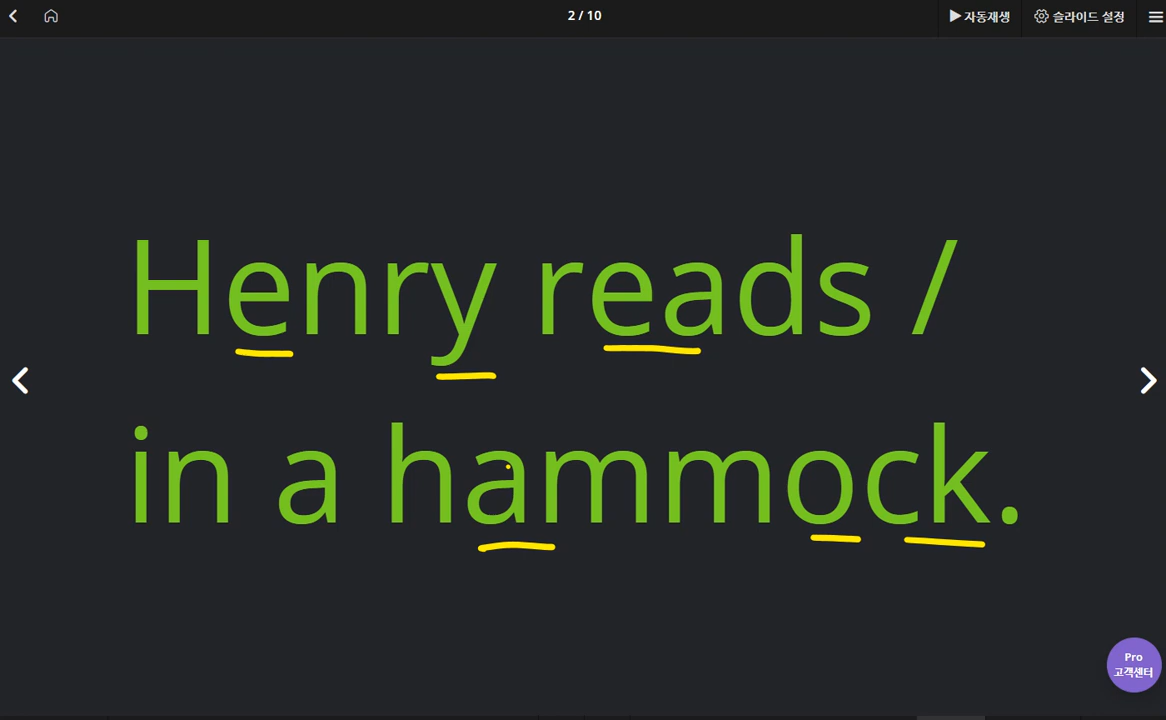 2 / 10
▶ 자동재생
슬라이드 설정
Henry reads /
in a hammock.
Pro
고객센터